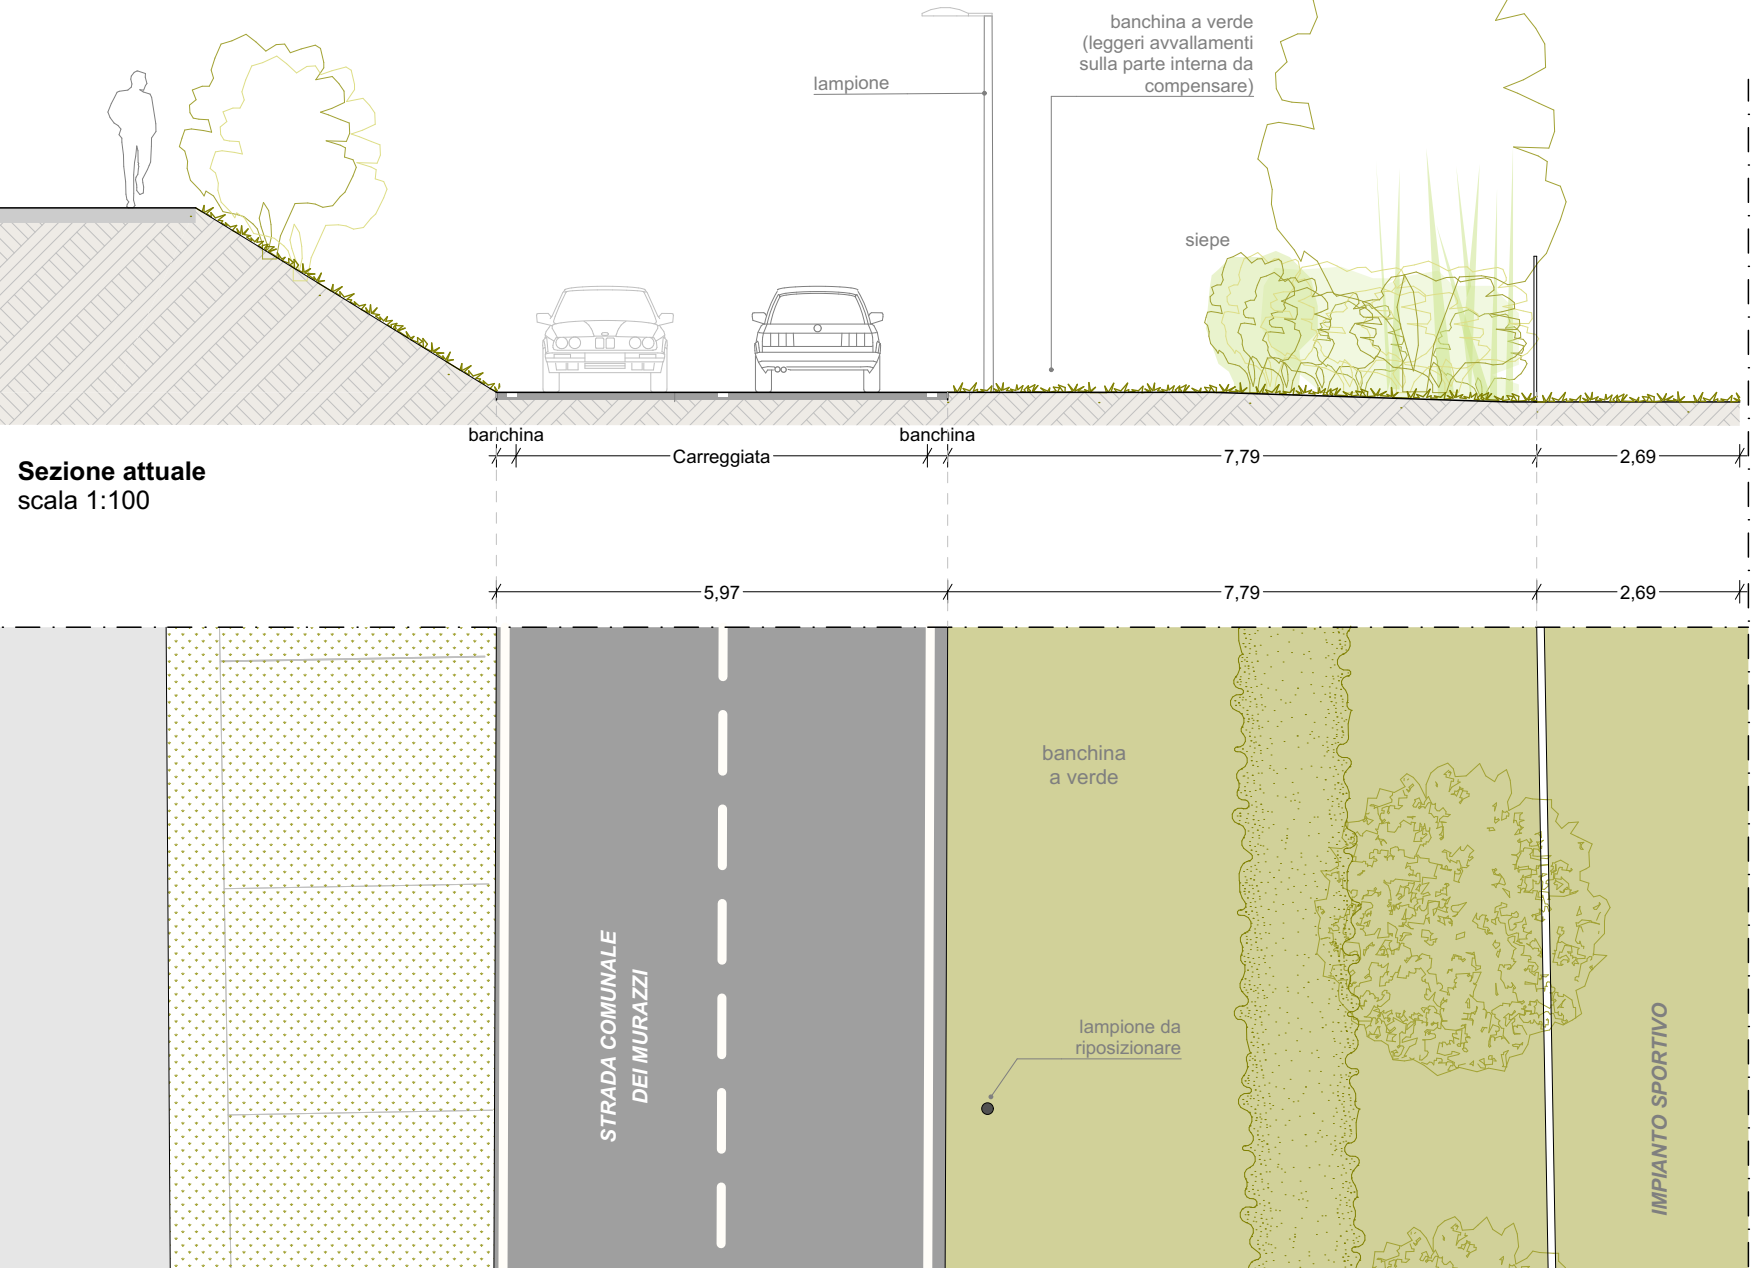 banchina a verde
(leggeri avvallamenti
sulla parte interna da
compensare)
lampione
siepe
banchina
banchina
Carreggiata
7,79
2,69
Sezione attuale
scala 1:100
5,97
7,79
2,69
banchina
a verde
STRADA COMUNALE
DEI MURAZZI
lampione da
riposizionare
IMPIANTO SPORTIVO